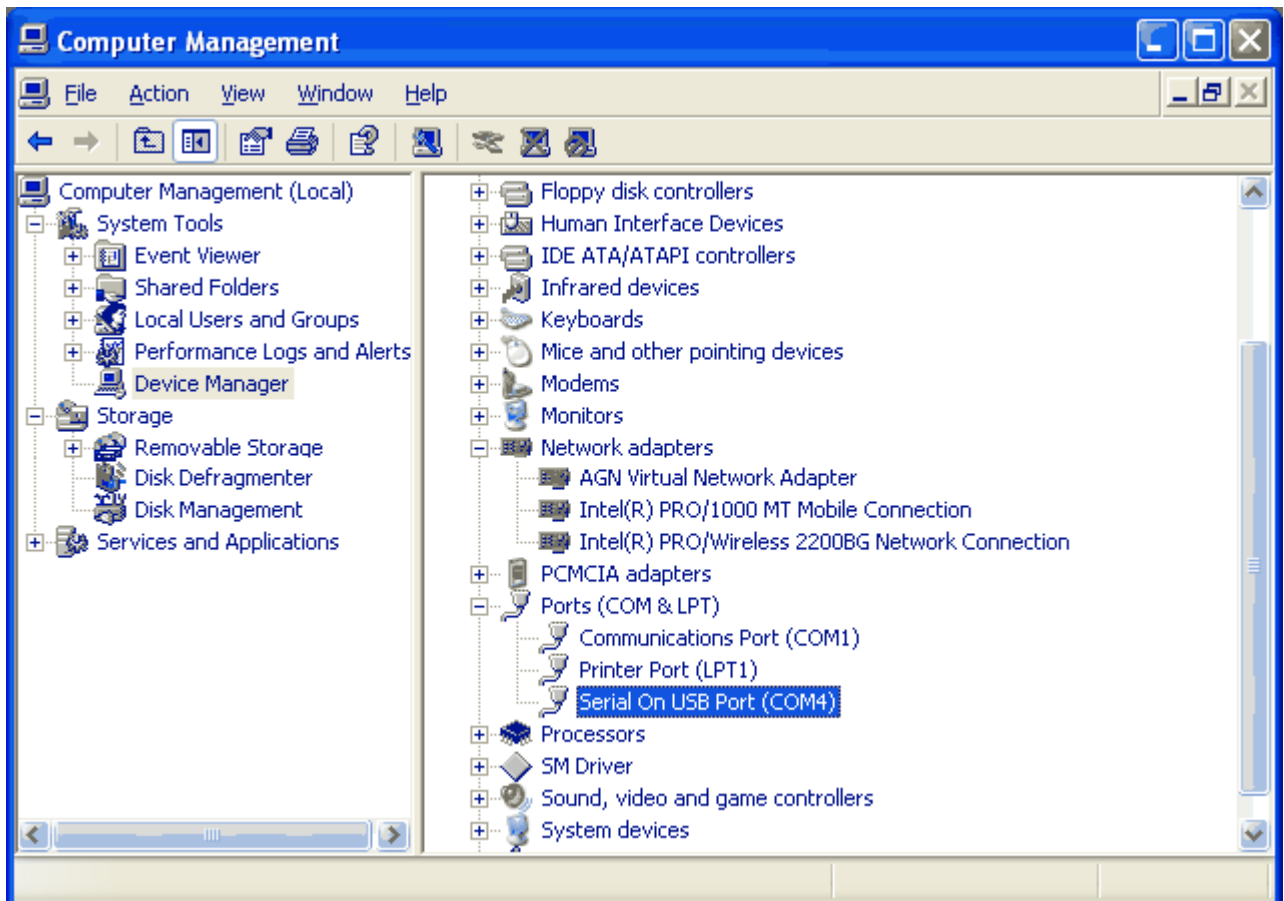 Computer Management
File Action View Window Help
Computer Management (Local)
System Tools
Event Viewer
Shared Folders
Local Users and Groups
Performance Logs and Alerts
Device Manager
Storage
Removable Storage
Disk Defragmenter
Disk Management
Services and Applications
Floppy disk controllers
Human Interface Devices
IDE ATA/ATAPI controllers
Infrared devices
Keyboards
Mice and other pointing devices
Modems
Monitors
Network adapters
AGN Virtual Network Adapter
Intel(R) PRO/1000 MT Mobile Connection
Intel(R) PRO/Wireless 2200BG Network Connection
PCMCIA adapters
Ports (COM & LPT)
Communications Port (COM1)
Printer Port (LPT1)
Serial On USB Port (COM4)
Processors
SM Driver
Sound, video and game controllers
System devices